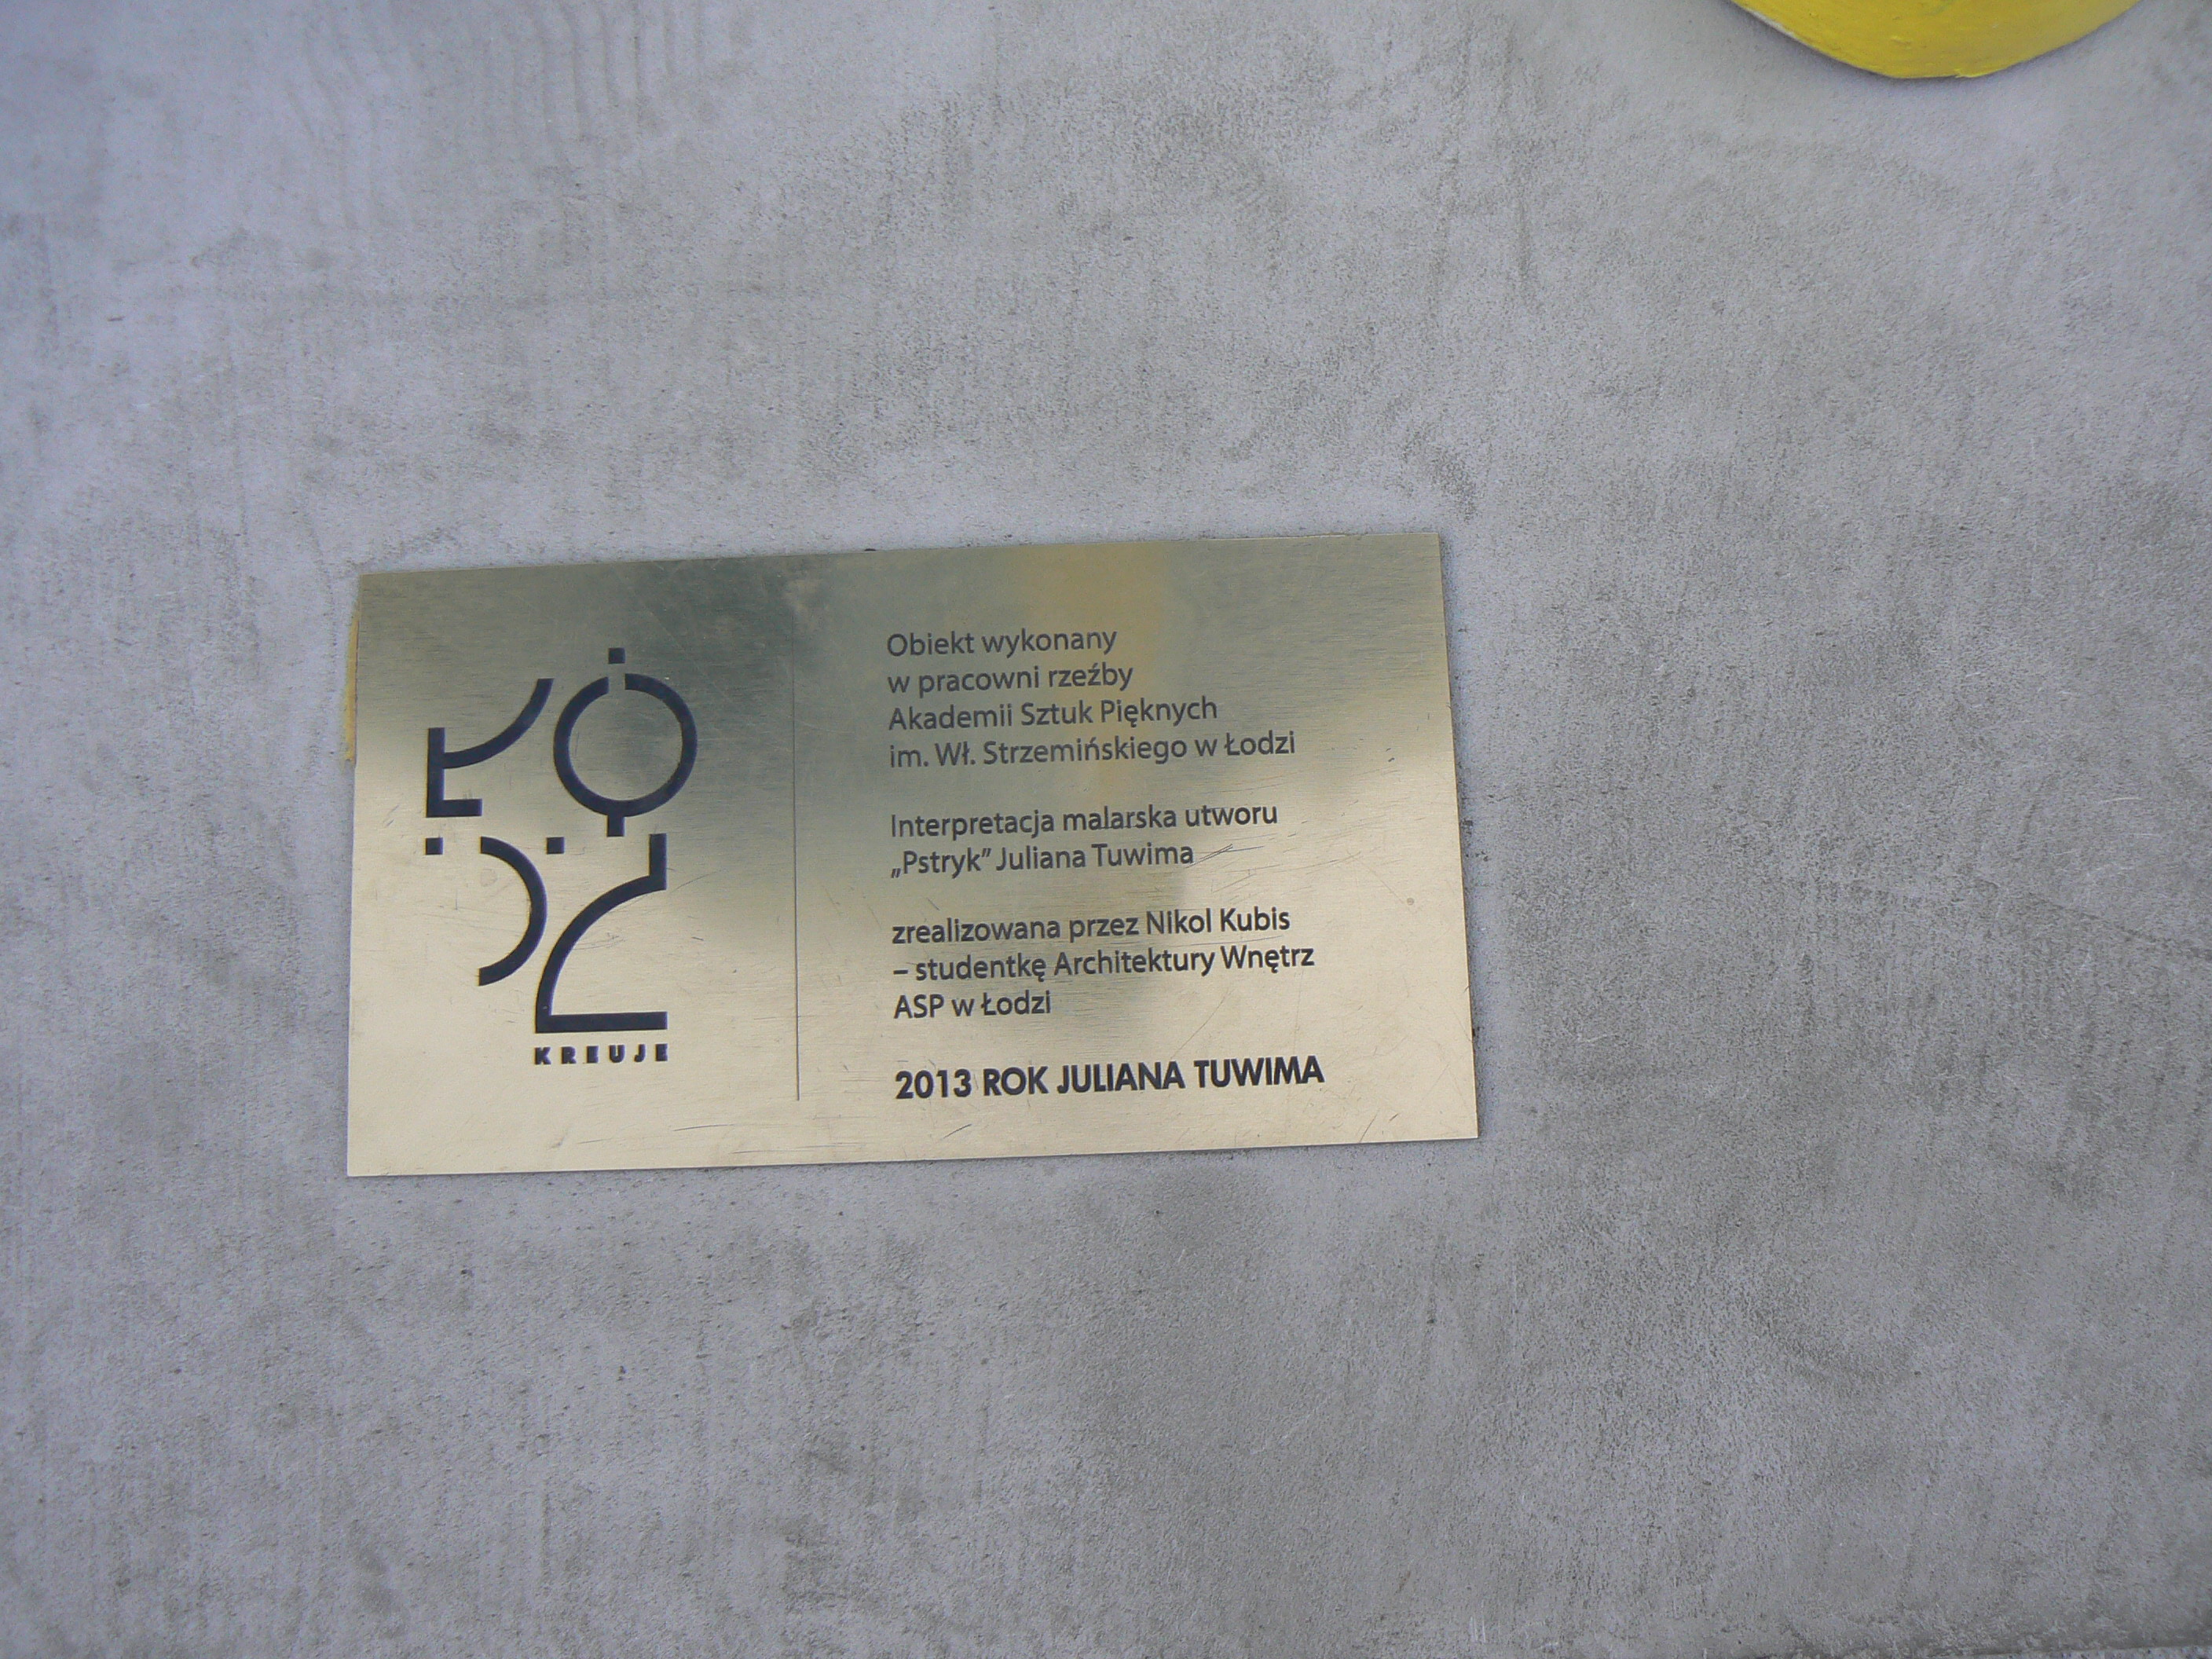 ŁÓDŹ
KREUJE
Obiekt wykonany
w pracowni rzeźby
Akademii Sztuk Pięknych
im. Wł. Strzemińskiego w Łodzi
Interpretacja malarska utworu
„Pstryk” Juliana Tuwima
zrealizowana przez Nikol Kubis
– studentkę Architektury Wnętrz
ASP w Łodzi
2013 ROK JULIANA TUWIMA